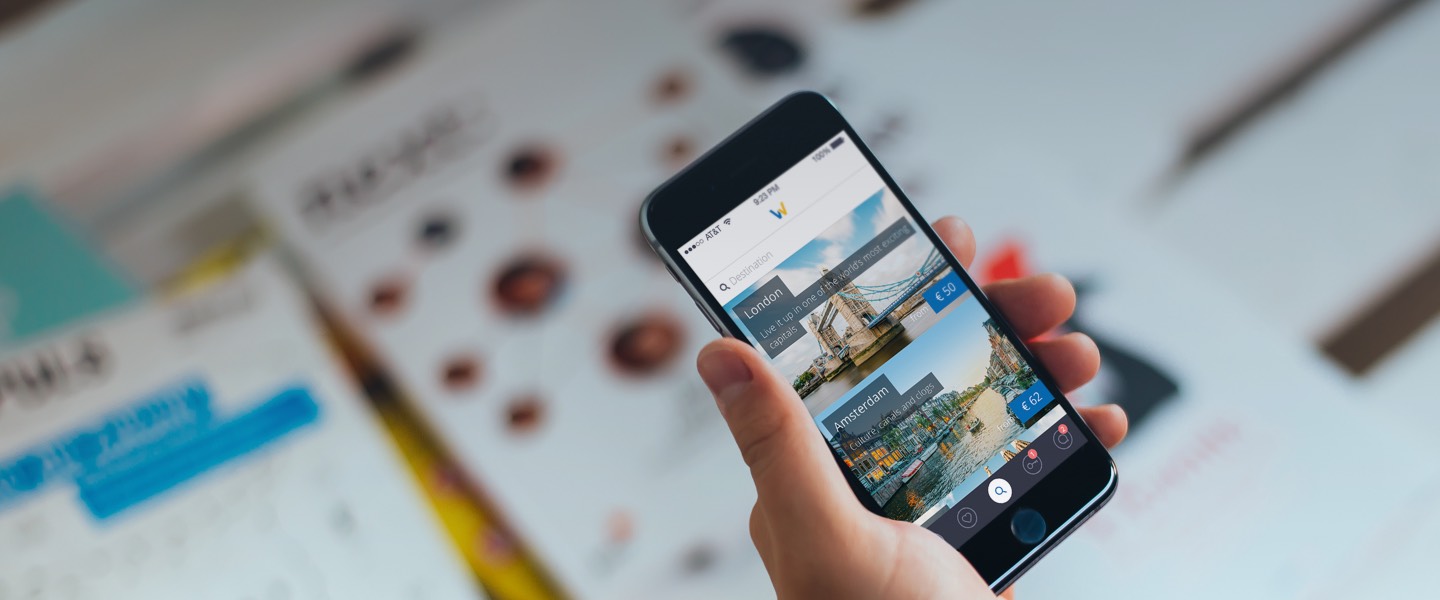 ●●●○○ AT&T
9:23 PM
100%
W
Destination
London
Live it up in one of the world's most exciting
capitals
from
€ 50
Amsterdam
Culture, canals and clogs
from
€ 62